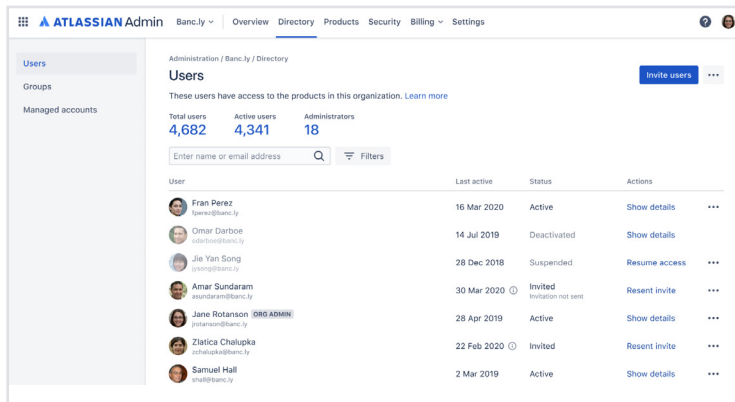 ATLASSIAN Admin Banc.ly Overview Directory Products Security Billing Settings
Users
Groups
Managed accounts
Administration / Banc.ly / Directory
Users
Invite users
These users have access to the products in this organization. Learn more
Total users Active users Administrators
4,682 4,341 18
Enter name or email address Filters
User Last active Status Actions
Fran Perez 16 Mar 2020 Active Show details
fperez@banc.ly
Omar Darboe 14 Jul 2019 Deactivated Show details
odarboe@banc.ly
Jie Yan Song 28 Dec 2018 Suspended Resume access
jysong@banc.ly
Amar Sundaram 30 Mar 2020 Invited Resent invite
asundaram@banc.ly Invitation not sent
Jane Rotanson ORG ADMIN 28 Apr 2019 Active Show details
jrotanson@banc.ly
Zlatica Chalupka 22 Feb 2020 Invited Resent invite
zchalupka@banc.ly
Samuel Hall 2 Mar 2019 Active Show details
shall@banc.ly